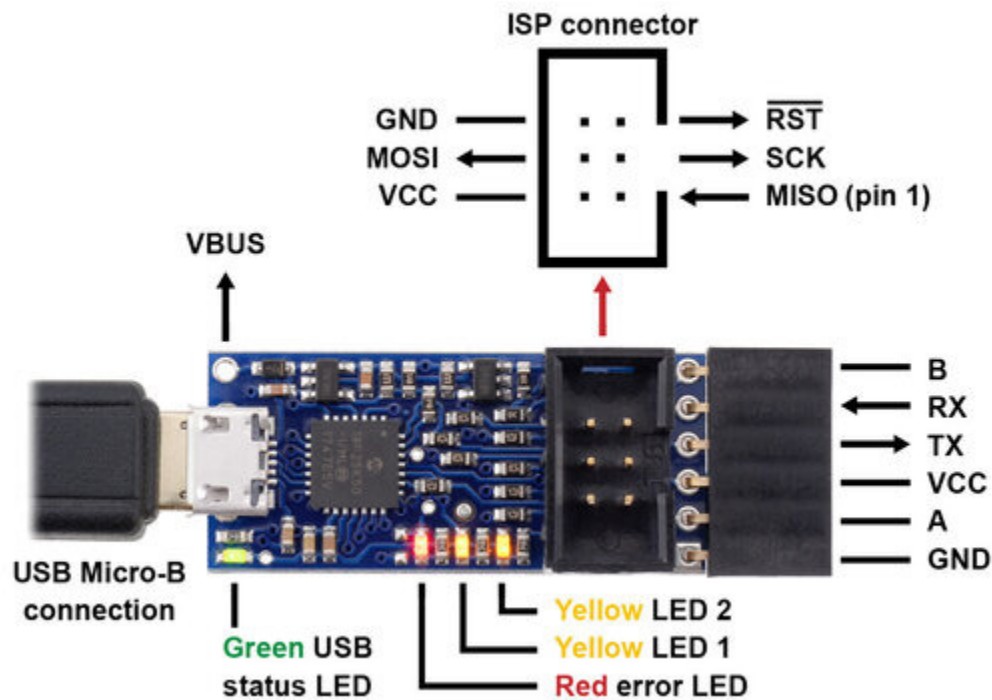 ISP connector
GND
RST
MOSI
SCK
VCC
MISO (pin 1)
VBUS
B
RX
TX
VCC
A
GND
USB Micro-B
connection
Green USB
status LED
Yellow LED 2
Yellow LED 1
Red error LED